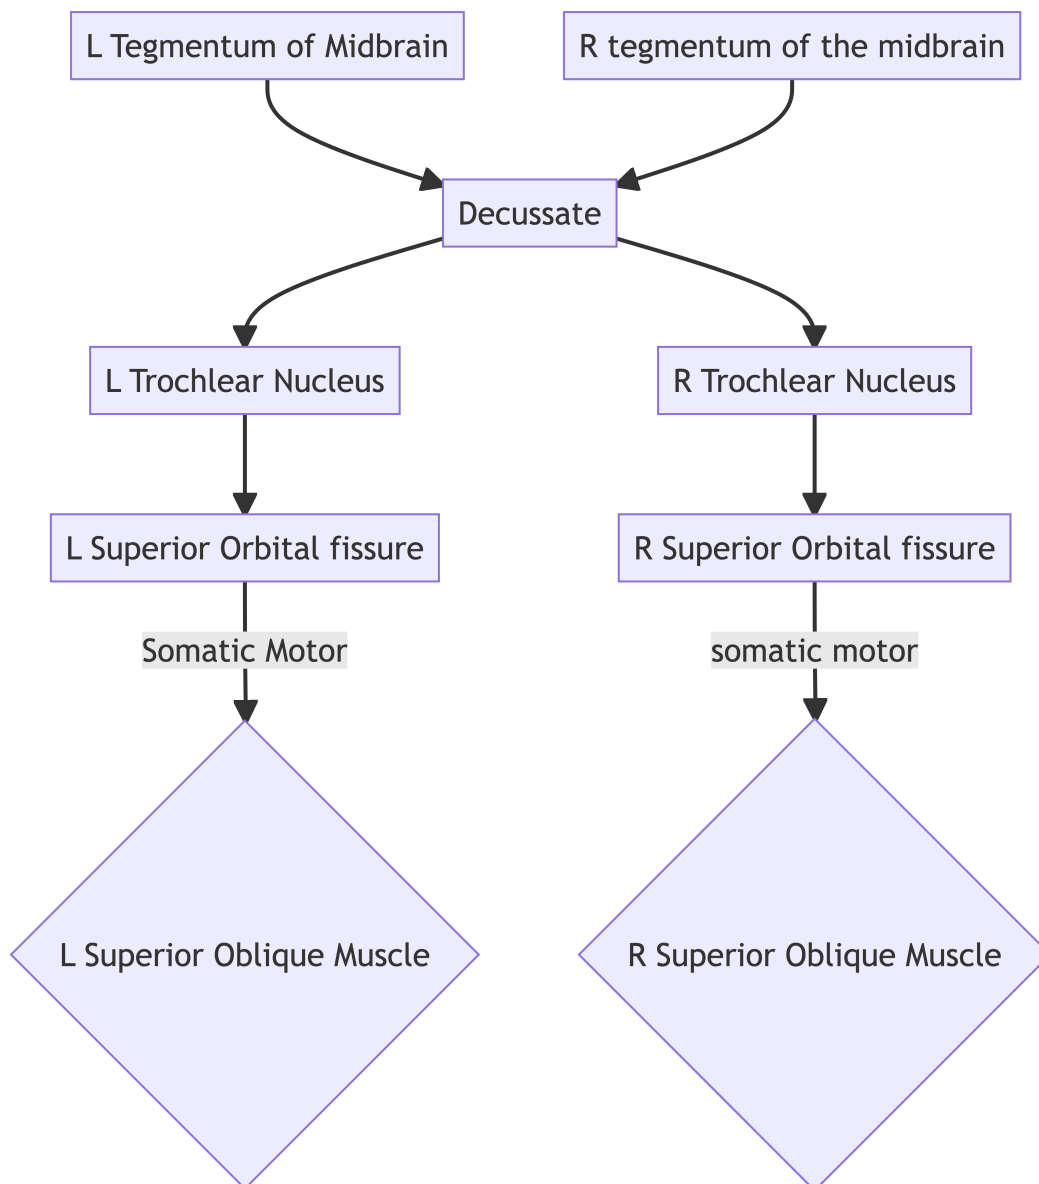 L Tegmentum of Midbrain
R tegmentum of the midbrain
Decussate
L Trochlear Nucleus
R Trochlear Nucleus
L Superior Orbital fissure
R Superior Orbital fissure
Somatic Motor
somatic motor
L Superior Oblique Muscle
R Superior Oblique Muscle